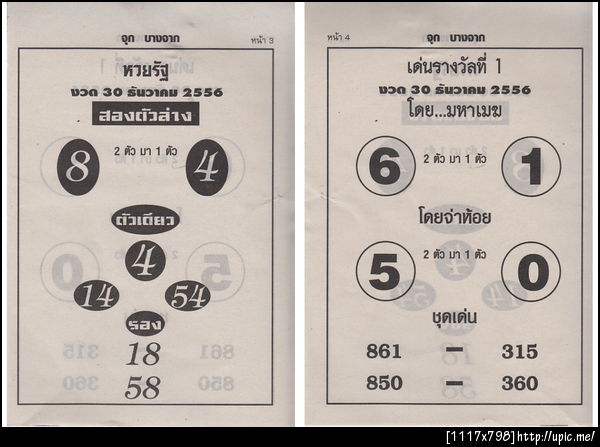 จุก บางจาก
หน้า 3
หวยรัฐ
งวด 30 ธันวาคม 2556
สองตัวล่าง
8 2 ตัว มา 1 ตัว 4
ตัวเดียว
4
14 54
รอง
18
58
หน้า 4
จุก บางจาก
เด่นรางวัลที่ 1
งวด 30 ธันวาคม 2556
โดย...มหาเมฆ
6 2 ตัว มา 1 ตัว 1
โดยจ่าห้อย
5 2 ตัว มา 1 ตัว 0
ชุดเด่น
861 – 315
850 – 360
[1117x798]http://upic.me/